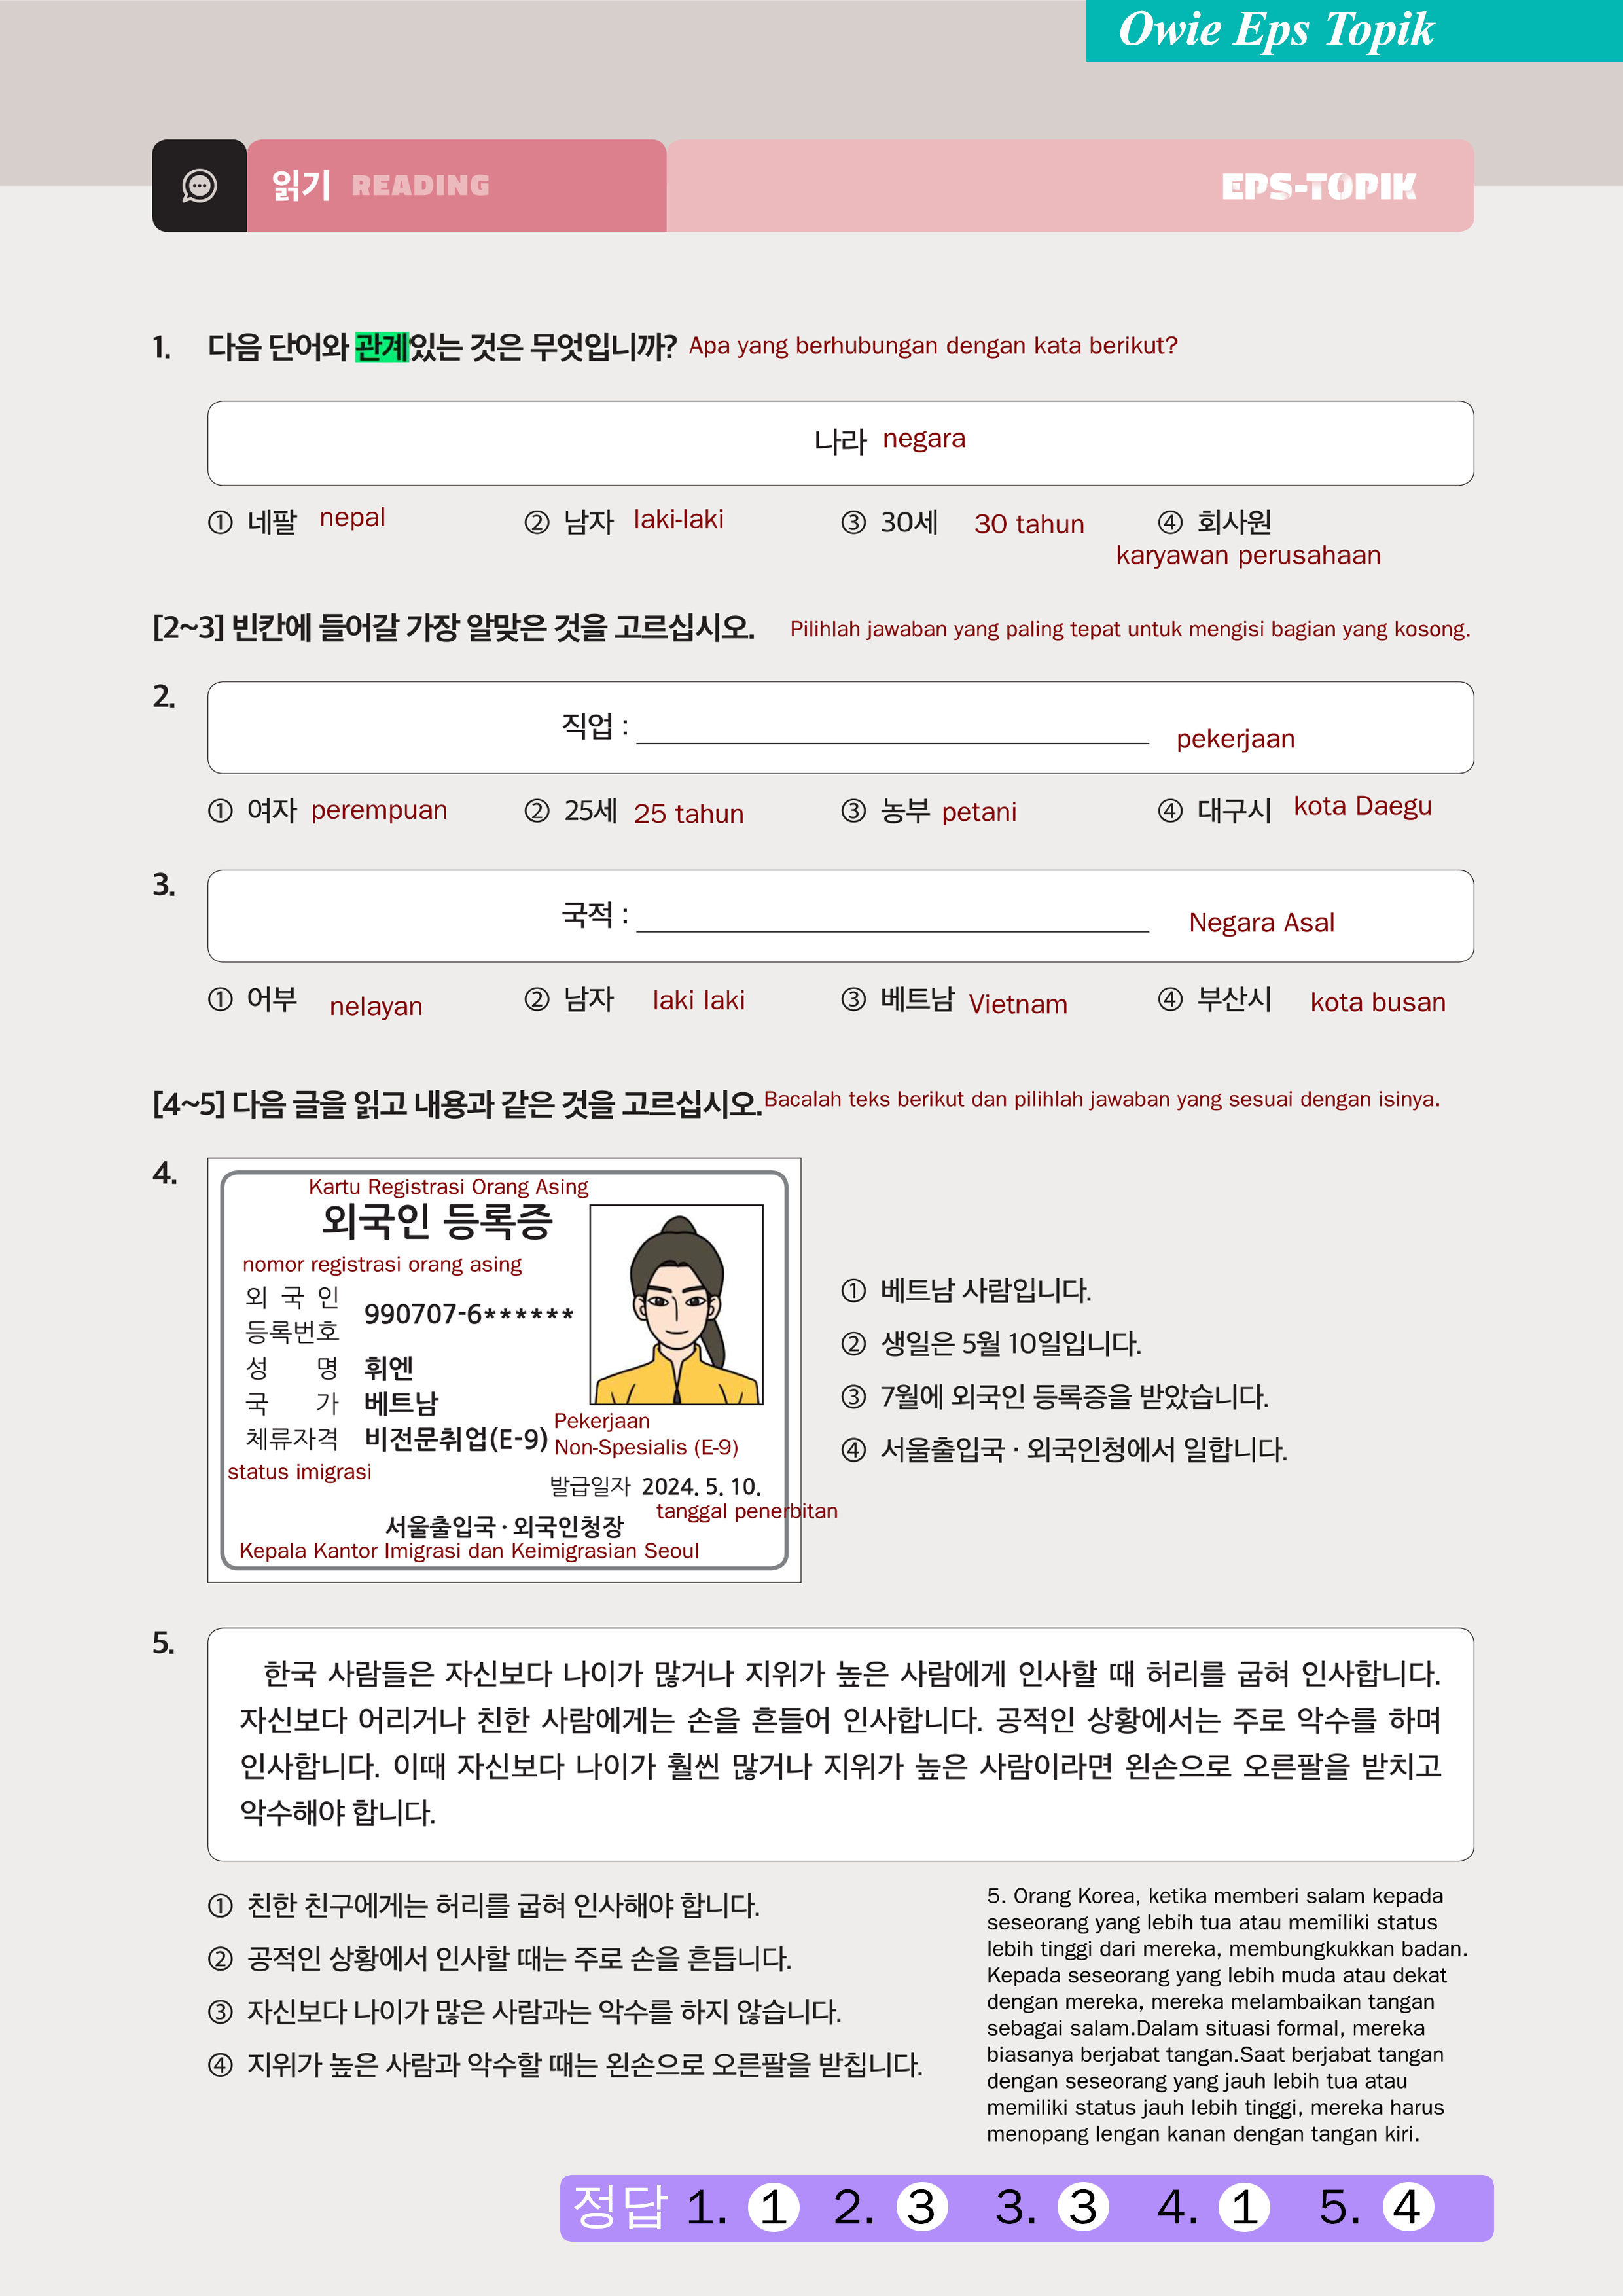 Owie Eps Topik
읽기 READING EPS-TOPIK
1. 다음 단어와 관계있는 것은 무엇입니까? Apa yang berhubungan dengan kata berikut?
나라 negara
① 네팔 nepal ② 남자 laki-laki ③ 30세 30 tahun ④ 회사원
karyawan perusahaan
[2~3] 빈칸에 들어갈 가장 알맞은 것을 고르십시오. Pilihlah jawaban yang paling tepat untuk mengisi bagian yang kosong.
2. 직업 : pekerjaan
① 여자 perempuan ② 25세 25 tahun ③ 농부 petani ④ 대구시 kota Daegu
3. 국적 : Negara Asal
① 어부 nelayan ② 남자 laki laki ③ 베트남 Vietnam ④ 부산시 kota busan
[4~5] 다음 글을 읽고 내용과 같은 것을 고르십시오. Bacalah teks berikut dan pilihlah jawaban yang sesuai dengan isinya.
4.
Kartu Registrasi Orang Asing
외국인 등록증
nomor registrasi orang asing
외 국 인
등록번호 990707-6******
성 명 휘엔
국 가 베트남
체류자격 비전문취업(E-9) Pekerjaan
Non-Spesialis (E-9)
status imigrasi
발급일자 2024. 5. 10.
tanggal penerbitan
서울출입국 · 외국인청장
Kepala Kantor Imigrasi dan Keimigrasian Seoul
① 베트남 사람입니다.
② 생일은 5월 10일입니다.
③ 7월에 외국인 등록증을 받았습니다.
④ 서울출입국 · 외국인청에서 일합니다.
5.
한국 사람들은 자신보다 나이가 많거나 지위가 높은 사람에게 인사할 때 허리를 굽혀 인사합니다.
자신보다 어리거나 친한 사람에게는 손을 흔들어 인사합니다. 공적인 상황에서는 주로 악수를 하며
인사합니다. 이때 자신보다 나이가 훨씬 많거나 지위가 높은 사람이라면 왼손으로 오른팔을 받치고
악수해야 합니다.
① 친한 친구에게는 허리를 굽혀 인사해야 합니다.
② 공적인 상황에서 인사할 때는 주로 손을 흔듭니다.
③ 자신보다 나이가 많은 사람과는 악수를 하지 않습니다.
④ 지위가 높은 사람과 악수할 때는 왼손으로 오른팔을 받칩니다.
5. Orang Korea, ketika memberi salam kepada
seseorang yang lebih tua atau memiliki status
lebih tinggi dari mereka, membungkukkan badan.
Kepada seseorang yang lebih muda atau dekat
dengan mereka, mereka melambaikan tangan
sebagai salam.Dalam situasi formal, mereka
biasanya berjabat tangan.Saat berjabat tangan
dengan seseorang yang jauh lebih tua atau
memiliki status jauh lebih tinggi, mereka harus
menopang lengan kanan dengan tangan kiri.
정답 1. 1 2. 3 3. 3 4. 1 5. 4